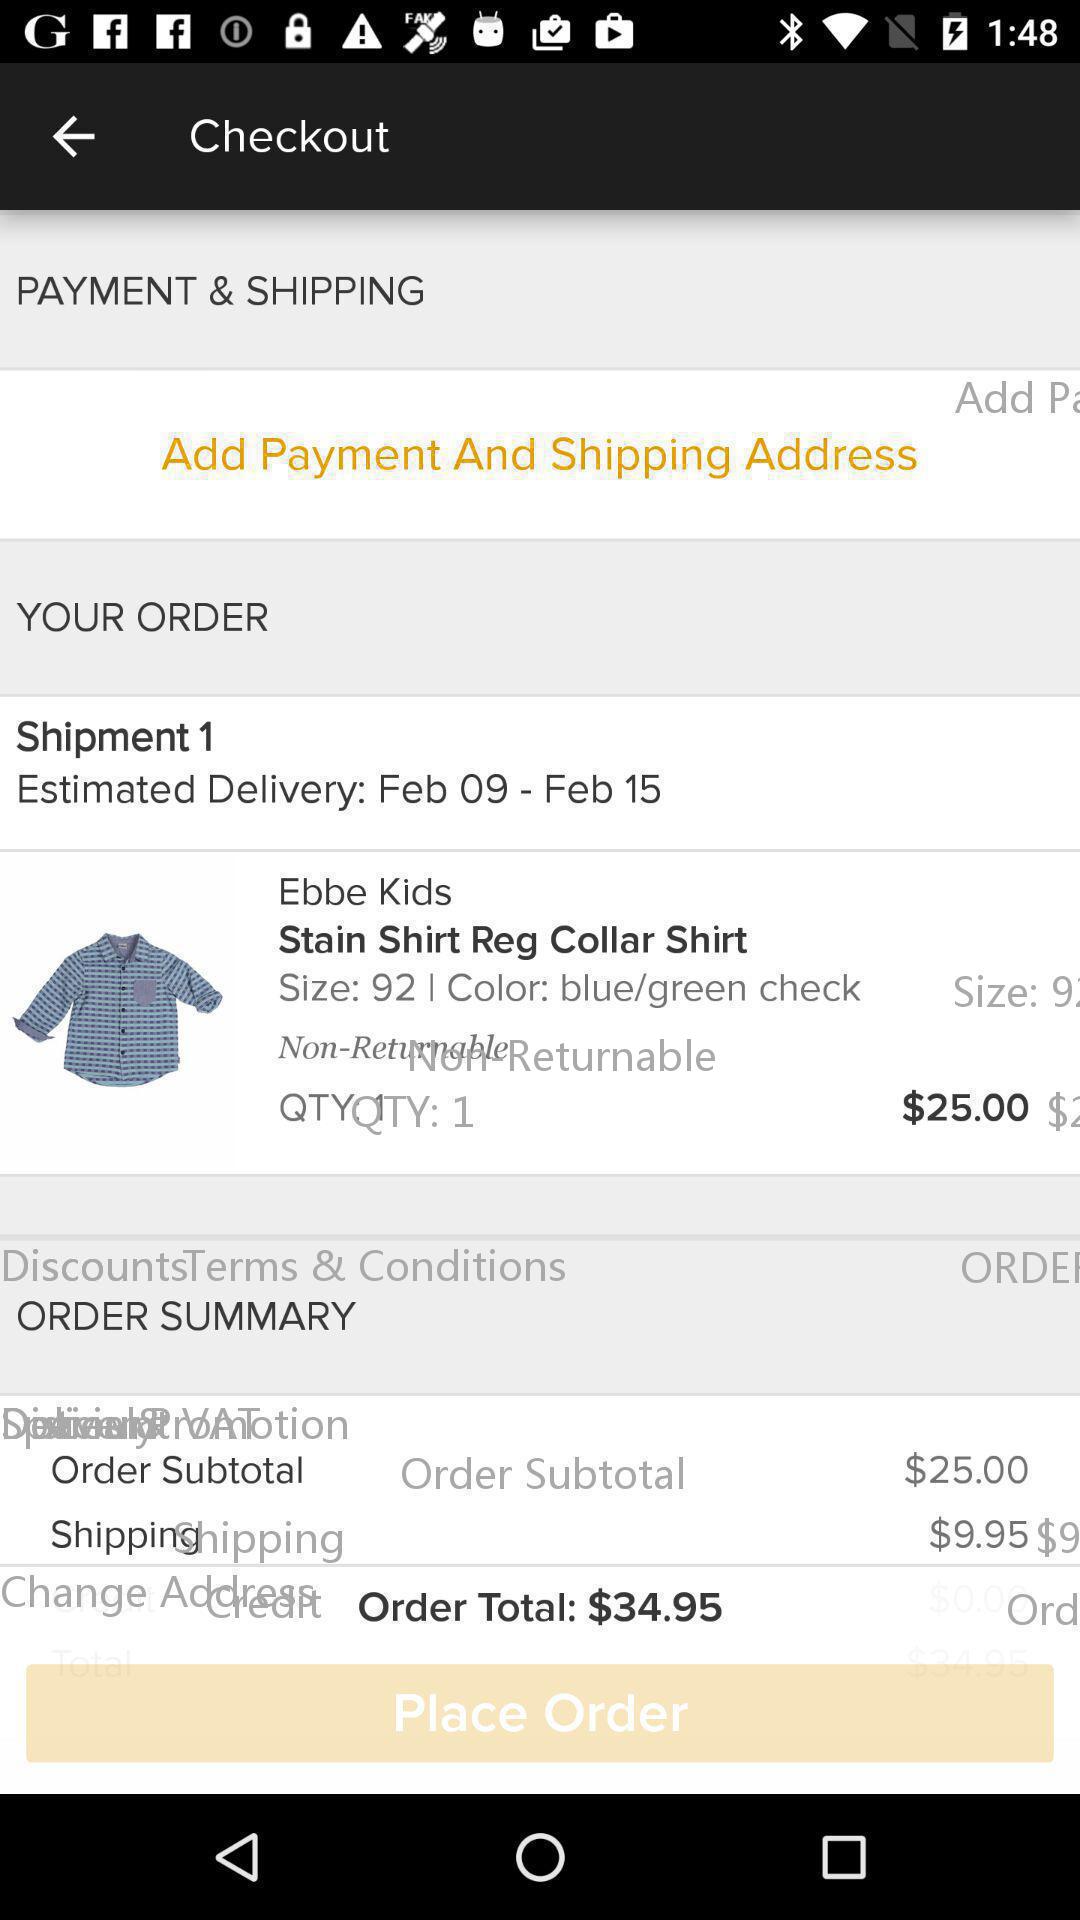 1:48
Checkout
PAYMENT & SHIPPING
Add Pa
Add Payment And Shipping Address
YOUR ORDER
Shipment 1
Estimated Delivery: Feb 09 - Feb 15
Ebbe Kids
Stain Shirt Reg Collar Shirt
Size: 92 | Color: blue/green check
Size: 92
Non-Returnable
Non-Returnable
QTY: 1
QTY: 1
$25.00
$2
Discounts
Terms & Conditions
ORDER
ORDER SUMMARY
Promotion
VAT
Order Subtotal
Order Subtotal
$25.00
Shipping
Shipping
$9.95
$9
Change Address
Credit
Order Total: $34.95
$0.00
Ord
Total
$34.95
Place Order